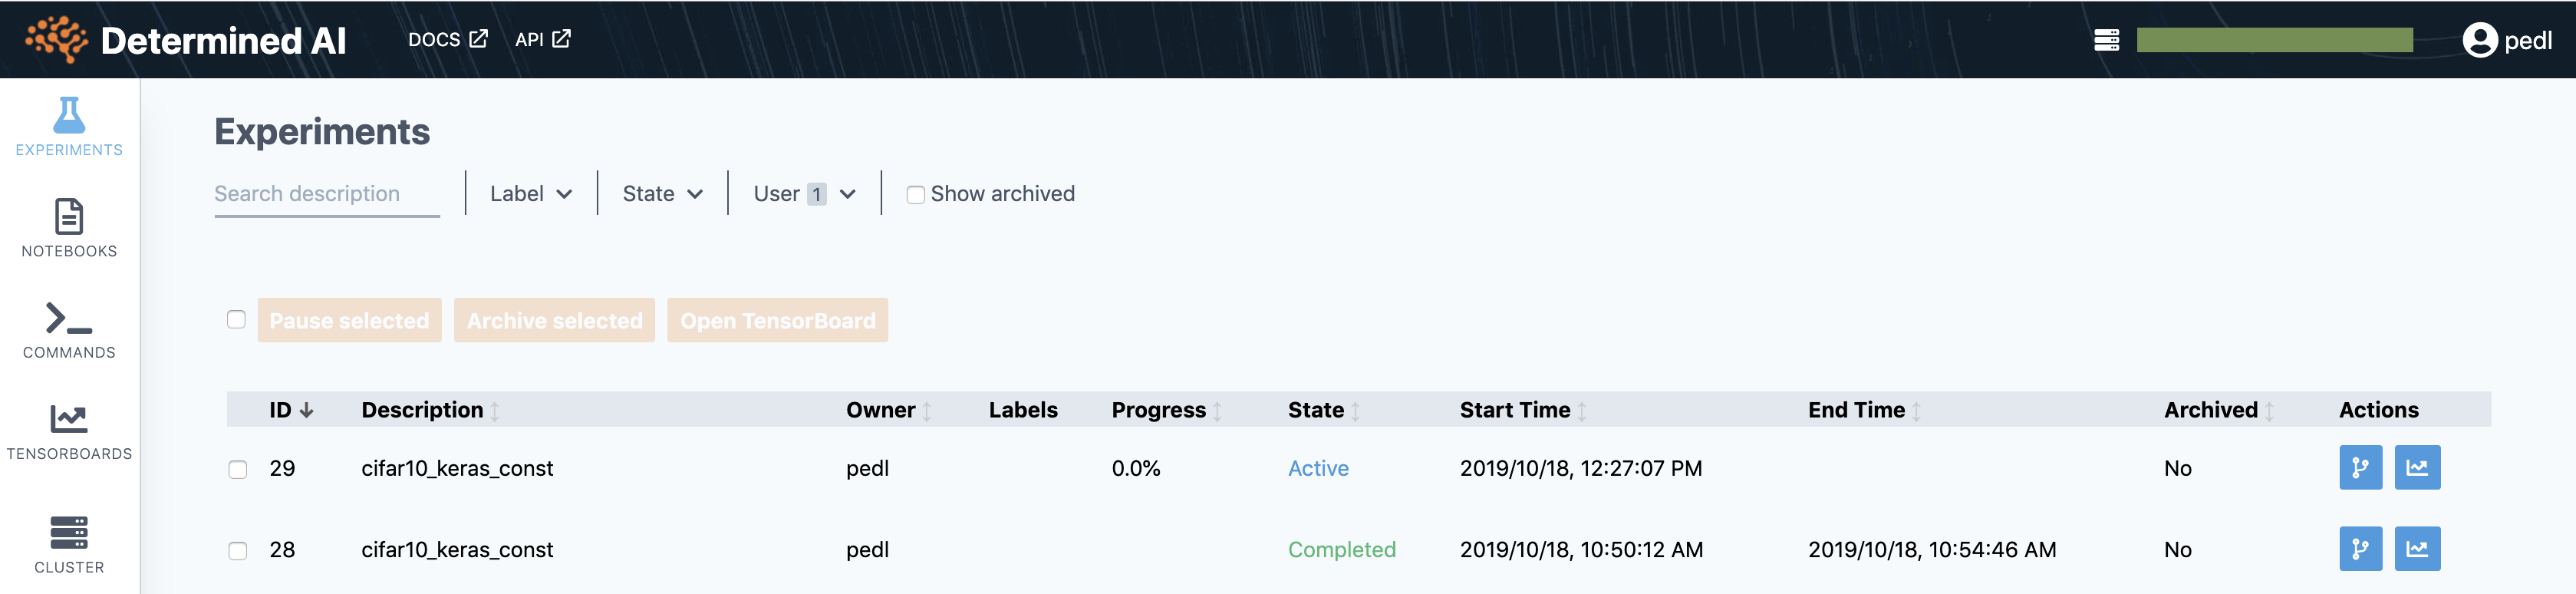 Determined AI DOCS API pedl
EXPERIMENTS
NOTEBOOKS
COMMANDS
TENSORBOARDS
CLUSTER
Experiments
Search description Label State User 1 Show archived
Pause selected Archive selected Open TensorBoard
ID Description Owner Labels Progress State Start Time End Time Archived Actions
29 cifar10_keras_const pedl 0.0% Active 2019/10/18, 12:27:07 PM No
28 cifar10_keras_const pedl Completed 2019/10/18, 10:50:12 AM 2019/10/18, 10:54:46 AM No